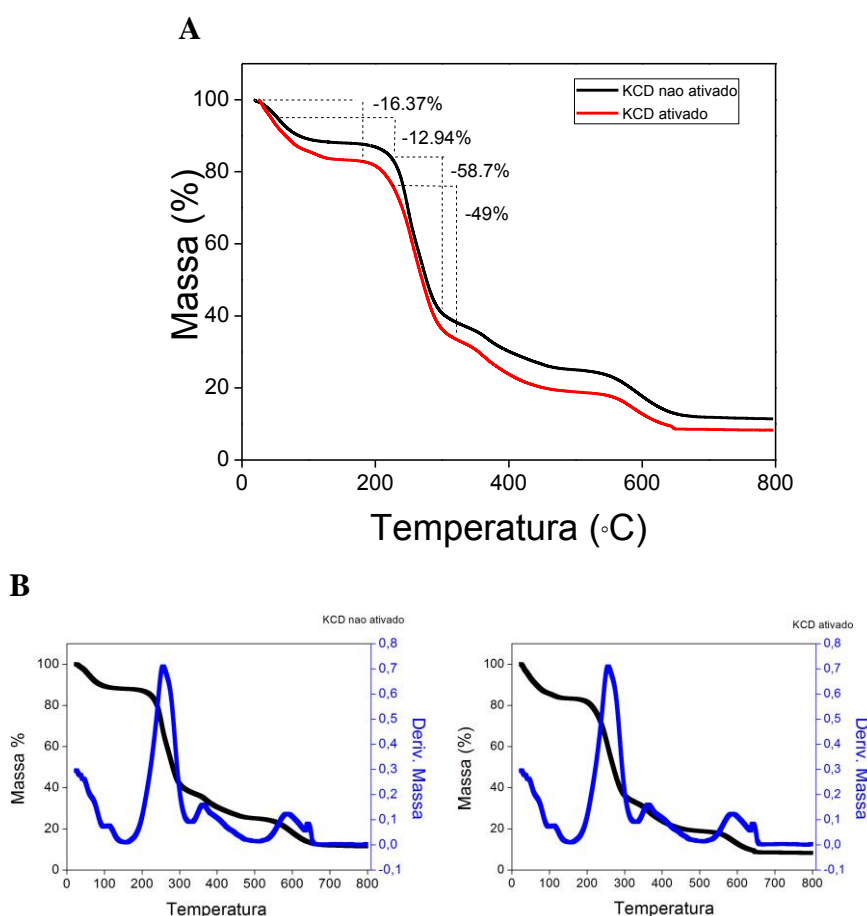 A
KCD nao ativado
KCD ativado
-16.37%
-12.94%
-58.7%
-49%
100
80
60
40
20
0
Massa (%)
0 200 400 600 800
Temperatura (◦C)
B
KCD nao ativado
100
80
60
40
20
0
Massa %
0,8
0,7
0,6
0,5
0,4
0,3
0,2
0,1
0,0
-0,1
Deriv. Massa
0 100 200 300 400 500 600 700 800
Temperatura
KCD ativado
100
80
60
40
20
0
Massa (%)
0,8
0,7
0,6
0,5
0,4
0,3
0,2
0,1
0,0
-0,1
Deriv. Massa
0 100 200 300 400 500 600 700 800
Temperatura